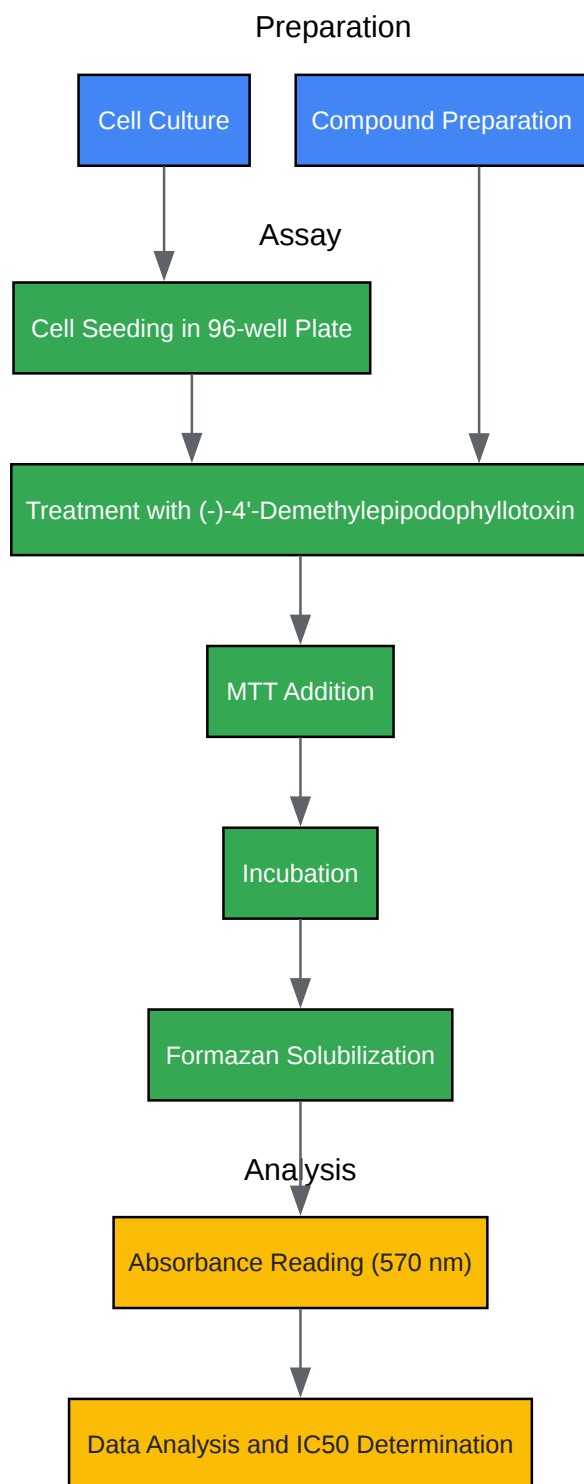 Preparation
Cell Culture
Compound Preparation
Assay
Cell Seeding in 96-well Plate
Treatment with (-)-4'-Demethylepipodophyllotoxin
MTT Addition
Incubation
Formazan Solubilization
Analysis
Absorbance Reading (570 nm)
Data Analysis and IC50 Determination